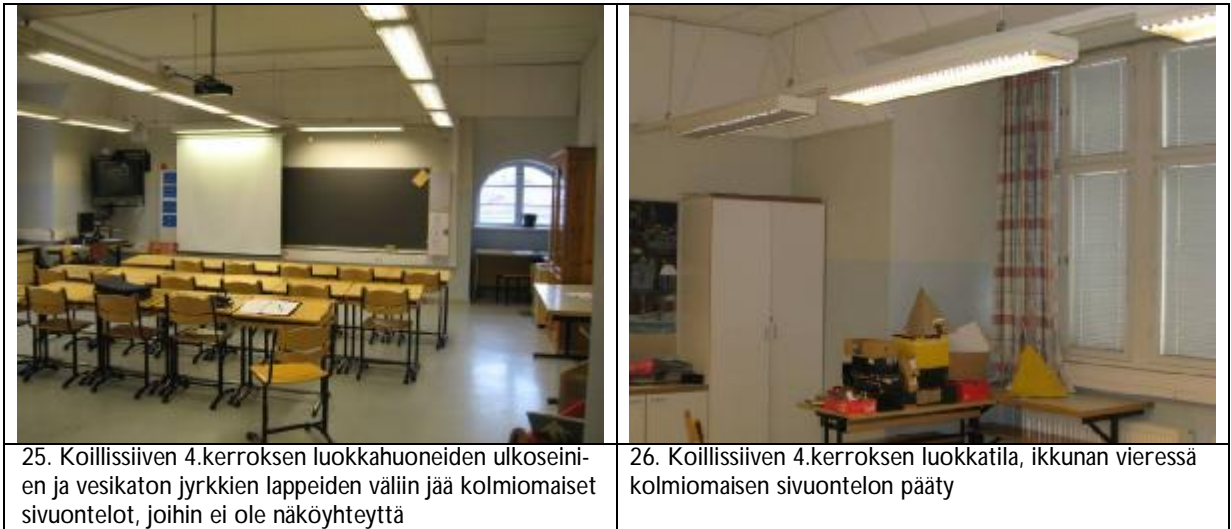 25. Koillissiiven 4.kerroksen luokkahuoneiden ulkoseini-
en ja vesikaton jyrkkien lappeiden väliin jää kolmiomaiset
sivuontelot, joihin ei ole näköyhteyttä
26. Koillissiiven 4.kerroksen luokkatila, ikkunan vieressä
kolmiomaisen sivuontelon pääty